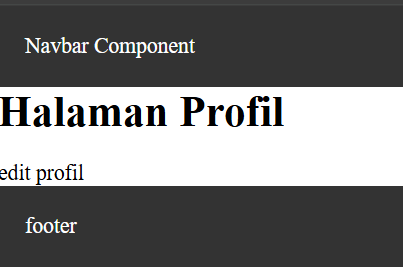 Navbar Component
Halaman Profil
edit profil
footer